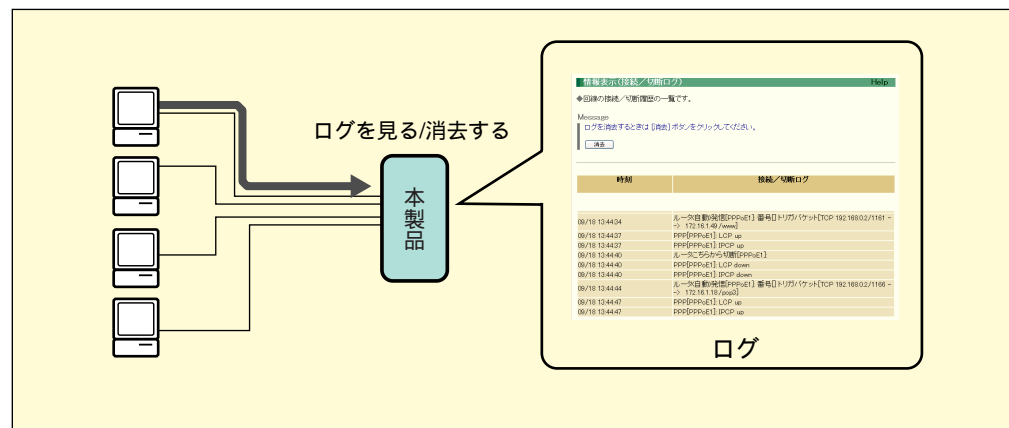 ログを見る/消去する
本製品
情報表示(接続／切断ログ)
Help
◆回線の接続／切断履歴の一覧です。
Message
ログを消去するときは [消去] ボタンをクリックしてください。
消去
時刻 接続／切断ログ
09/18 13:44:34 ルータ(自動)発信[PPPoE1]: 番号[] トリガパケット[TCP 192.168.0.2/1161 -
-> 172.16.1.49 /www]
09/18 13:44:37 PPP[PPPoE1]: LCP up
09/18 13:44:37 PPP[PPPoE1]: IPCP up
09/18 13:44:40 ルータこちらから切断[PPPoE1]
09/18 13:44:40 PPP[PPPoE1]: LCP down
09/18 13:44:40 PPP[PPPoE1]: IPCP down
09/18 13:44:44 ルータ(自動)発信[PPPoE1]: 番号[] トリガパケット[TCP 192.168.0.2/1166 -
-> 172.16.1.18 /pop3]
09/18 13:44:47 PPP[PPPoE1]: LCP up
09/18 13:44:47 PPP[PPPoE1]: IPCP up
ログ